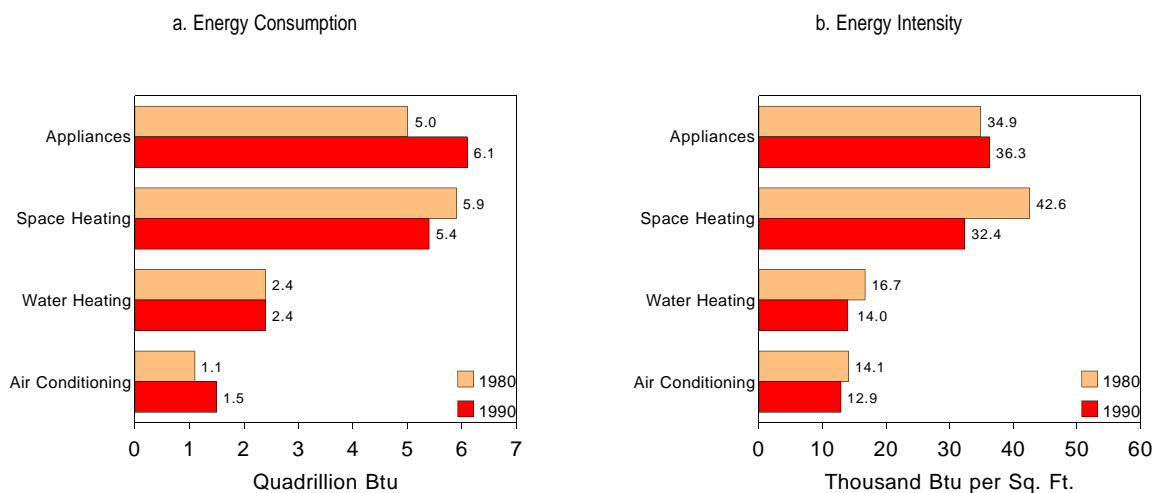 a. Energy Consumption
Appliances
5.0
6.1
Space Heating
5.9
5.4
Water Heating
2.4
2.4
Air Conditioning
1.1
1.5
1980
1990
0 1 2 3 4 5 6 7
Quadrillion Btu
b. Energy Intensity
Appliances
34.9
36.3
Space Heating
42.6
32.4
Water Heating
16.7
14.0
Air Conditioning
14.1
12.9
1980
1990
0 10 20 30 40 50 60
Thousand Btu per Sq. Ft.